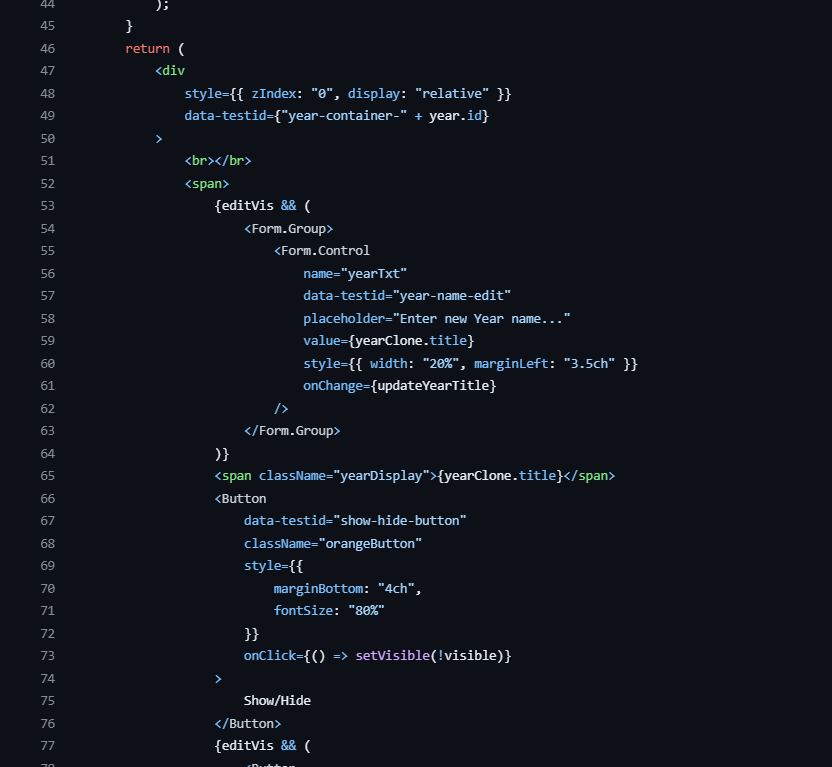 44 );
45 }
46 return (
47 <div
48 style={{ zIndex: "0", display: "relative" }}
49 data-testid={"year-container-" + year.id}
50 >
51 <br></br>
52 <span>
53 {editVis && (
54 <Form.Group>
55 <Form.Control
56 name="yearTxt"
57 data-testid="year-name-edit"
58 placeholder="Enter new Year name..."
59 value={yearClone.title}
60 style={{ width: "20%", marginLeft: "3.5ch" }}
61 onChange={updateYearTitle}
62 />
63 </Form.Group>
64 )}
65 <span className="yearDisplay">{yearClone.title}</span>
66 <Button
67 data-testid="show-hide-button"
68 className="orangeButton"
69 style={{
70 marginBottom: "4ch",
71 fontSize: "80%"
72 }}
73 onClick={() => setVisible(!visible)}
74 >
75 Show/Hide
76 </Button>
77 {editVis && (
78 <Button